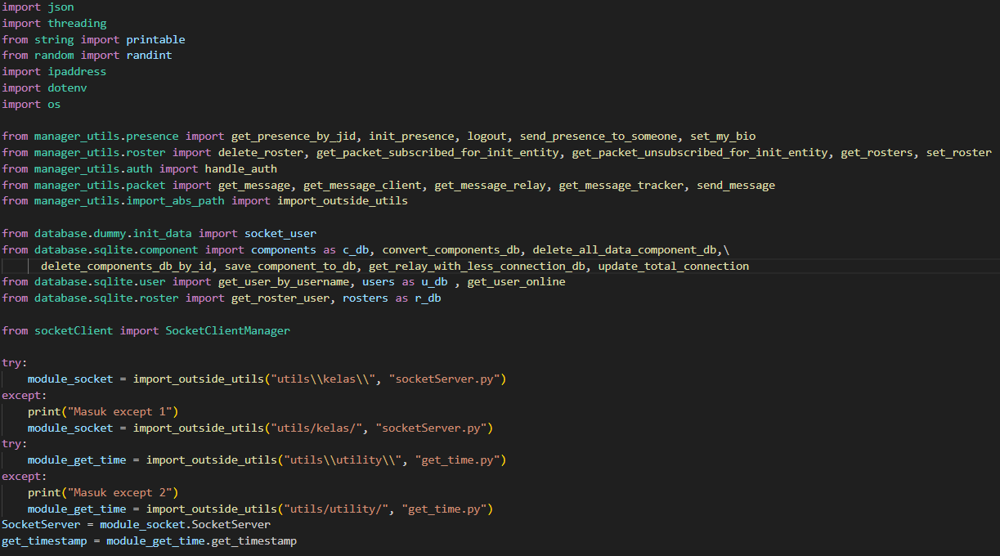 import json
import threading
from string import printable
from random import randint
import ipaddress
import dotenv
import os
from manager_utils.presence import get_presence_by_jid, init_presence, logout, send_presence_to_someone, set_my_bio
from manager_utils.roster import delete_roster, get_packet_subscribed_for_init_entity, get_packet_unsubscribed_for_init_entity, get_rosters, set_roster
from manager_utils.auth import handle_auth
from manager_utils.packet import get_message, get_message_client, get_message_relay, get_message_tracker, send_message
from manager_utils.import_abs_path import import_outside_utils
from database.dummy.init_data import socket_user
from database.sqlite.component import components as c_db, convert_components_db, delete_all_data_component_db,\
delete_components_db_by_id, save_component_to_db, get_relay_with_less_connection_db, update_total_connection
from database.sqlite.user import get_user_by_username, users as u_db , get_user_online
from database.sqlite.roster import get_roster_user, rosters as r_db
from socketClient import SocketClientManager
try:
    module_socket = import_outside_utils("utils\\kelas\\", "socketServer.py")
except:
    print("Masuk except 1")
    module_socket = import_outside_utils("utils/kelas/", "socketServer.py")
try:
    module_get_time = import_outside_utils("utils\\utility\\", "get_time.py")
except:
    print("Masuk except 2")
    module_get_time = import_outside_utils("utils/utility/", "get_time.py")
SocketServer = module_socket.SocketServer
get_timestamp = module_get_time.get_timestamp